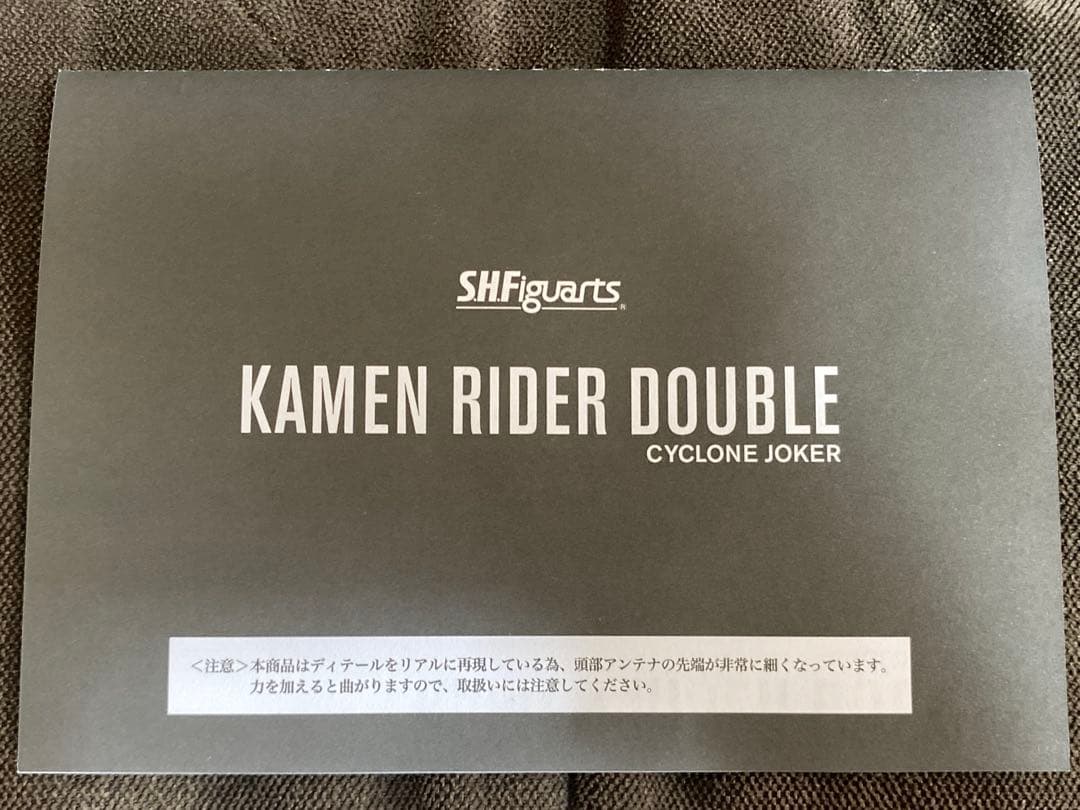 S.H.Figuarts®
KAMEN RIDER DOUBLE
CYCLONE JOKER
＜注意＞本商品はディテールをリアルに再現している為、頭部アンテナの先端が非常に細くなっています。
力を加えると曲がりますので、取扱いには注意してください。